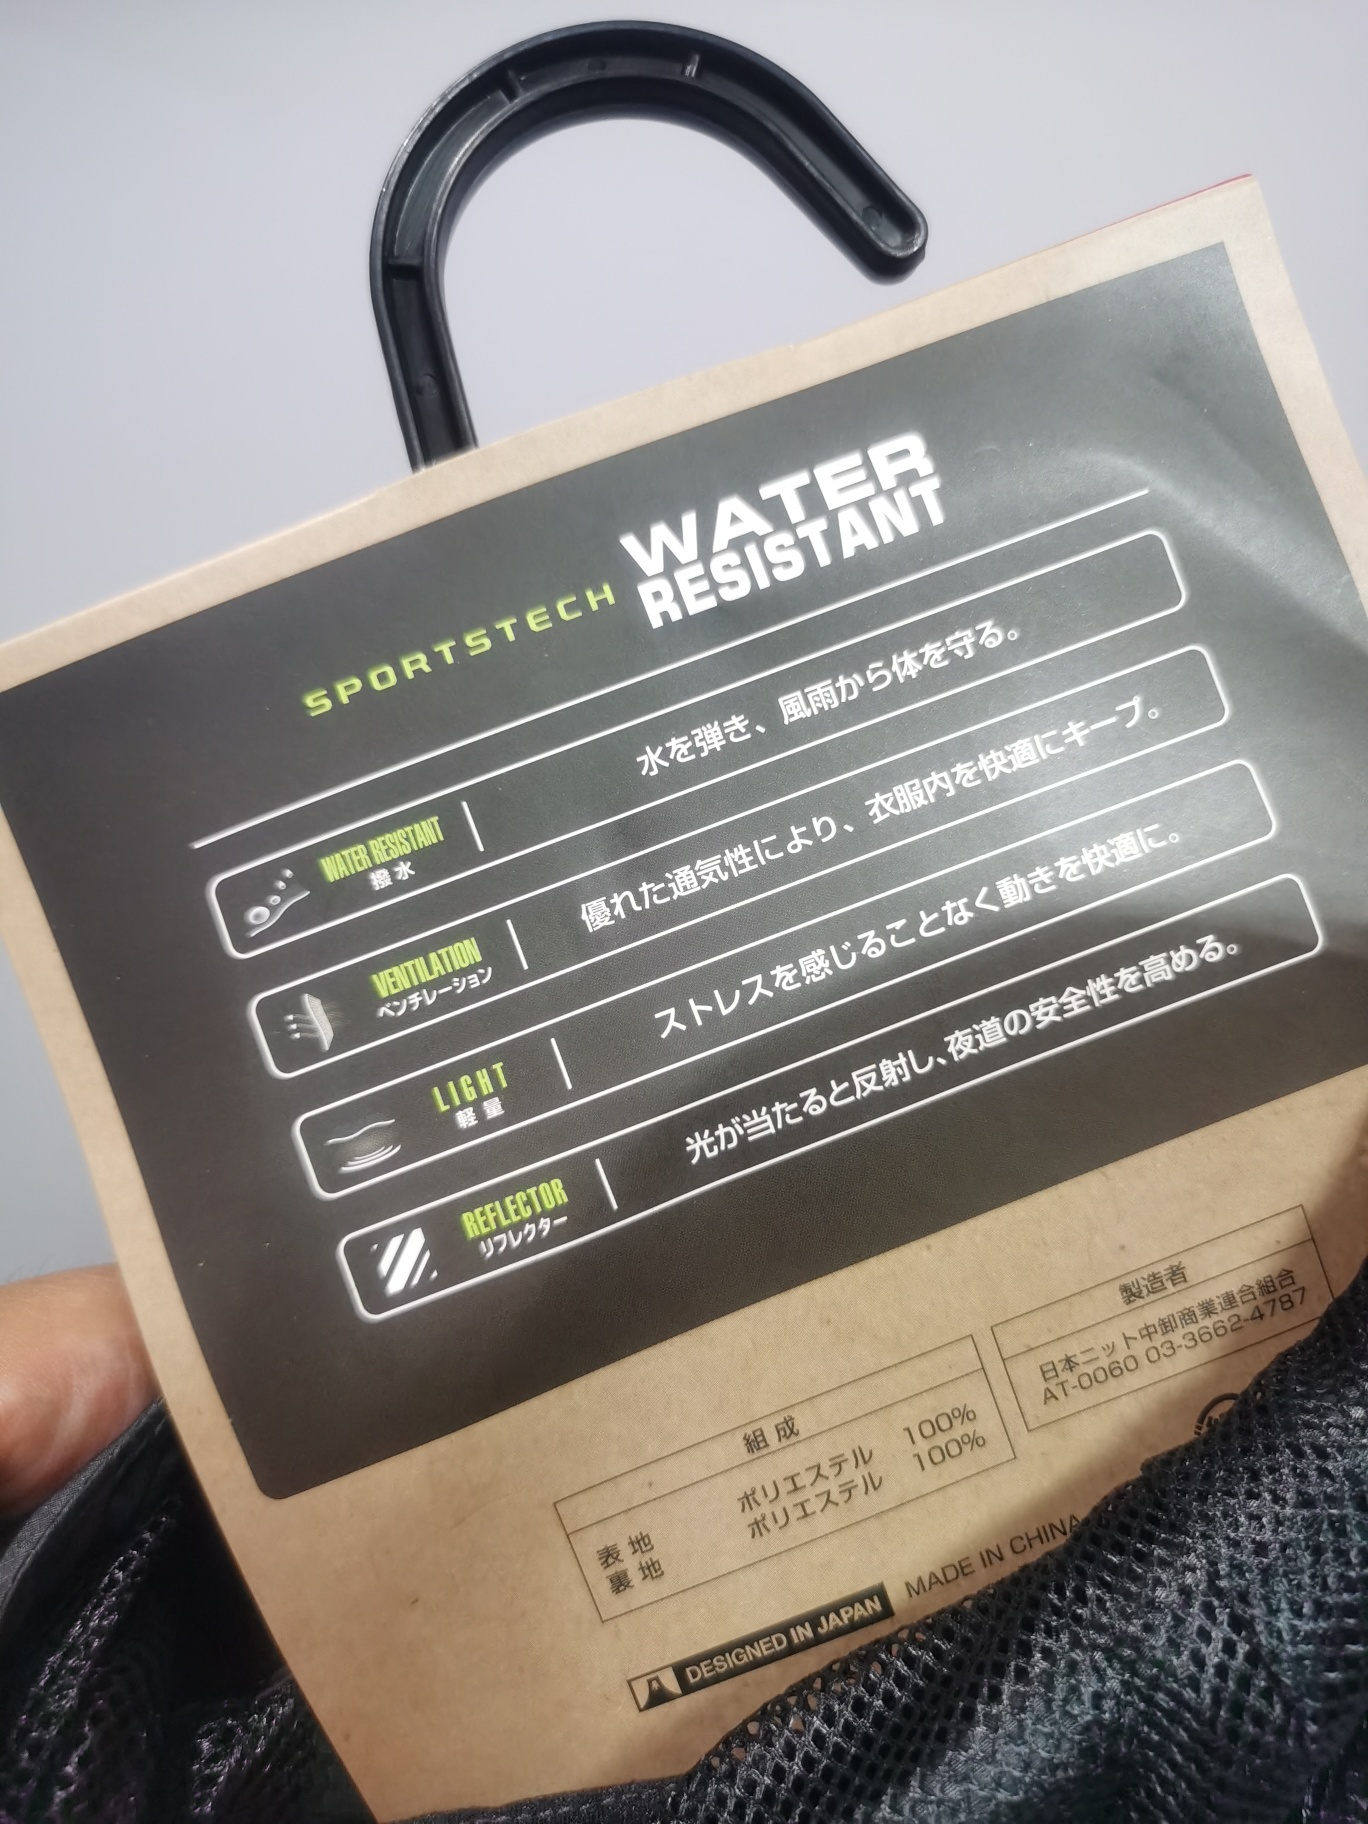 SPORTSTECH WATER RESISTANT
WATER RESISTANT
撥水
水を弾き、風雨から体を守る。
VENTILATION
ベンチレーション
優れた通気性により、衣服内を快適にキープ。
LIGHT
軽量
ストレスを感じることなく動きを快適に。
REFLECTOR
リフレクター
光が当たると反射し、夜道の安全性を高める。
組成
表地 ポリエステル 100%
裏地 ポリエステル 100%
製造者
日本ニット中卸商業連合組合
AT-0060 03-3662-4787
DESIGNED IN JAPAN MADE IN CHINA